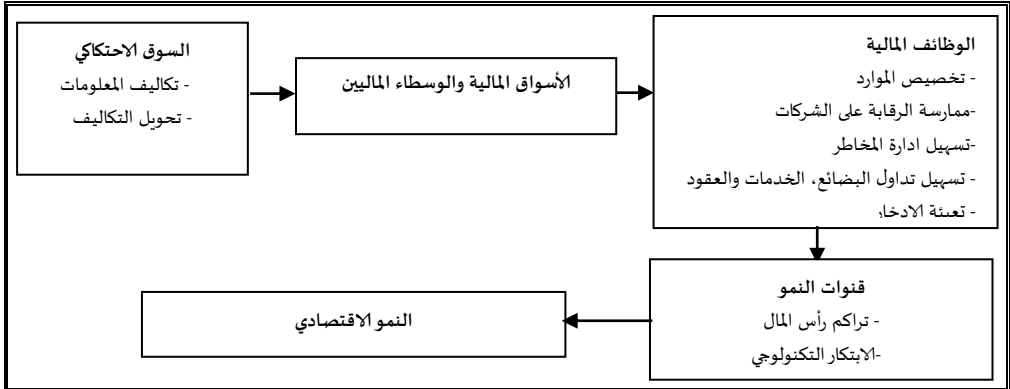 السوق الاحتكاكي
- تكاليف المعلومات
- تحويل التكاليف
الأسواق المالية والوسطاء الماليين
الوظائف المالية
- تخصيص الموارد
-ممارسة الرقابة على الشركات
-تسهيل ادارة المخاطر
- تسهيل تداول البضائع، الخدمات والعقود
- تعبئة الادخار
قنوات النمو
- تراكم رأس المال
-الابتكار التكنولوجي
النمو الاقتصادي